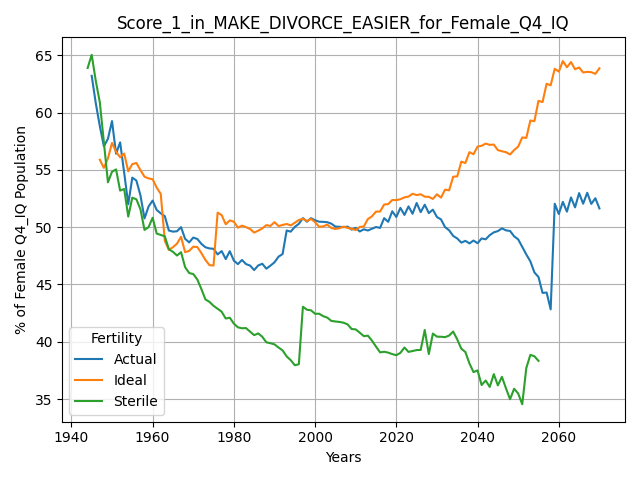 Score_1_in_MAKE_DIVORCE_EASIER_for_Female_Q4_IQ
% of Female Q4_IQ Population
65
60
55
50
45
40
35
Fertility
Actual
Ideal
Sterile
1940 1960 1980 2000 2020 2040 2060
Years